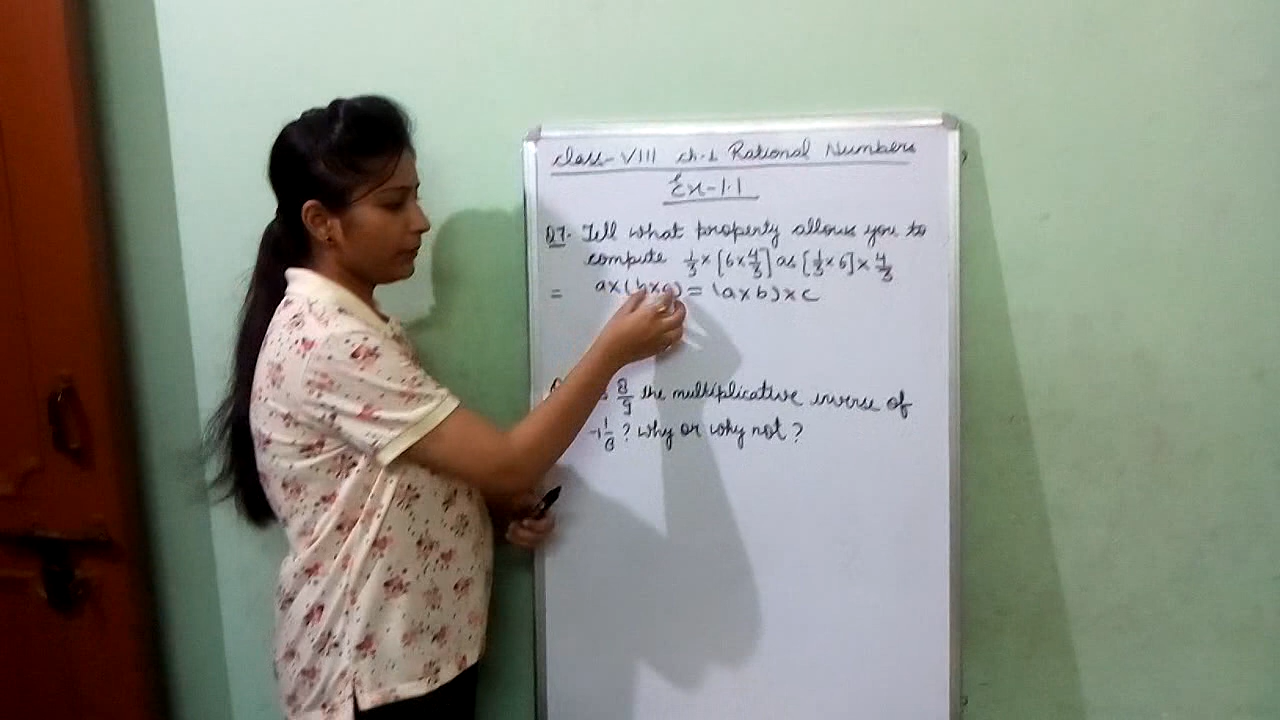 Class-VIII ch-1 Rational Numbers
Ex-1.1
Q7. Tell what property allows you to
compute 1/3 × [6 × 4/3] as [1/3 × 6] × 4/3
= a×(b×c) = (a×b)×c
8/9 the multiplicative inverse of
-1 1/8 ? why or why not ?